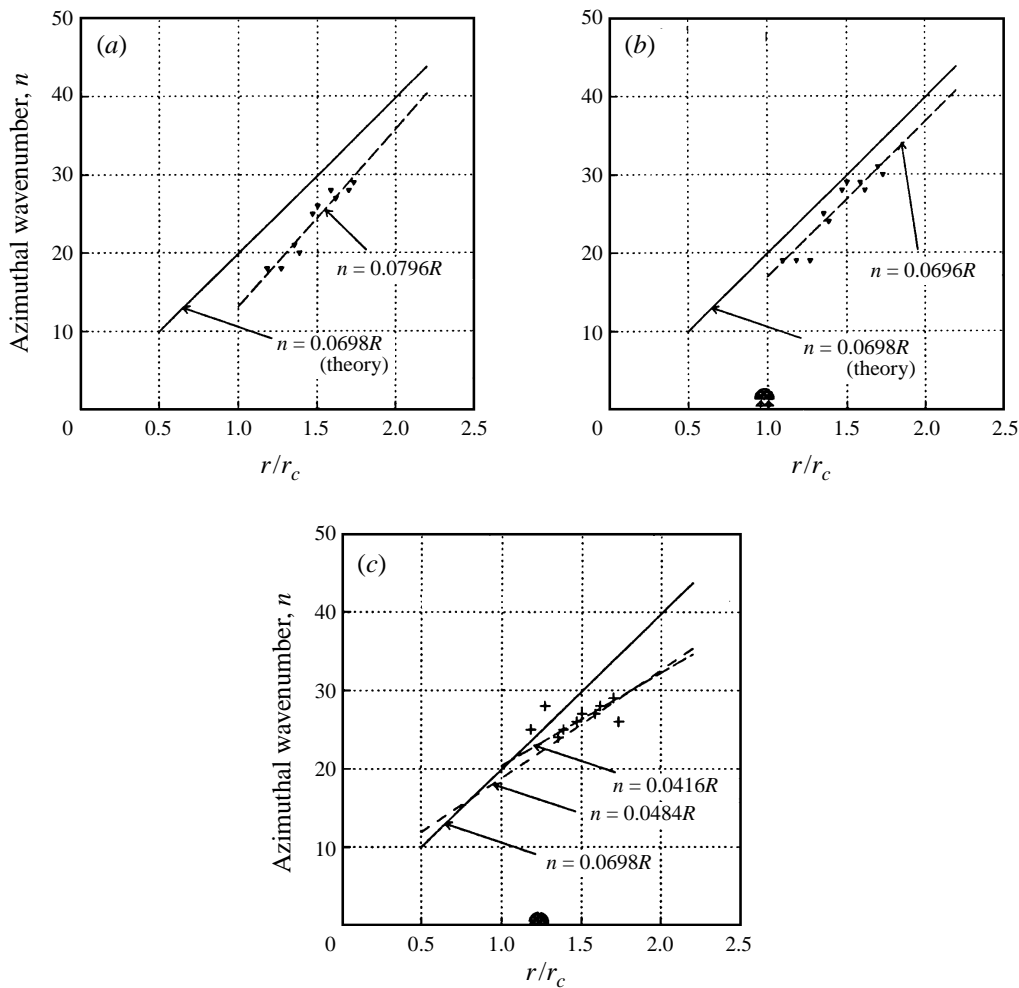 50
(a)
40
30
20
10
0
0.5
1.0
1.5
2.0
2.5
Azimuthal wavenumber, n
r/r_c
n = 0.0796R
n = 0.0698R
(theory)
50
(b)
40
30
20
10
0
0.5
1.0
1.5
2.0
2.5
r/r_c
n = 0.0696R
n = 0.0698R
(theory)
50
(c)
40
30
20
10
0
0.5
1.0
1.5
2.0
2.5
Azimuthal wavenumber, n
r/r_c
n = 0.0416R
n = 0.0484R
n = 0.0698R